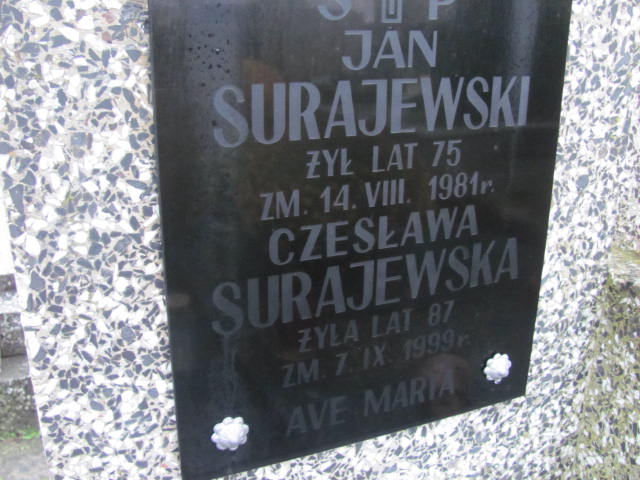 Ś P
JAN
SURAJEWSKI
ŻYŁ LAT 75
ZM. 14. VIII. 1981r.
CZESŁAWA
SURAJEWSKA
ŻYŁA LAT 87
ZM. 7. IX. 1999r.
AVE MARIA